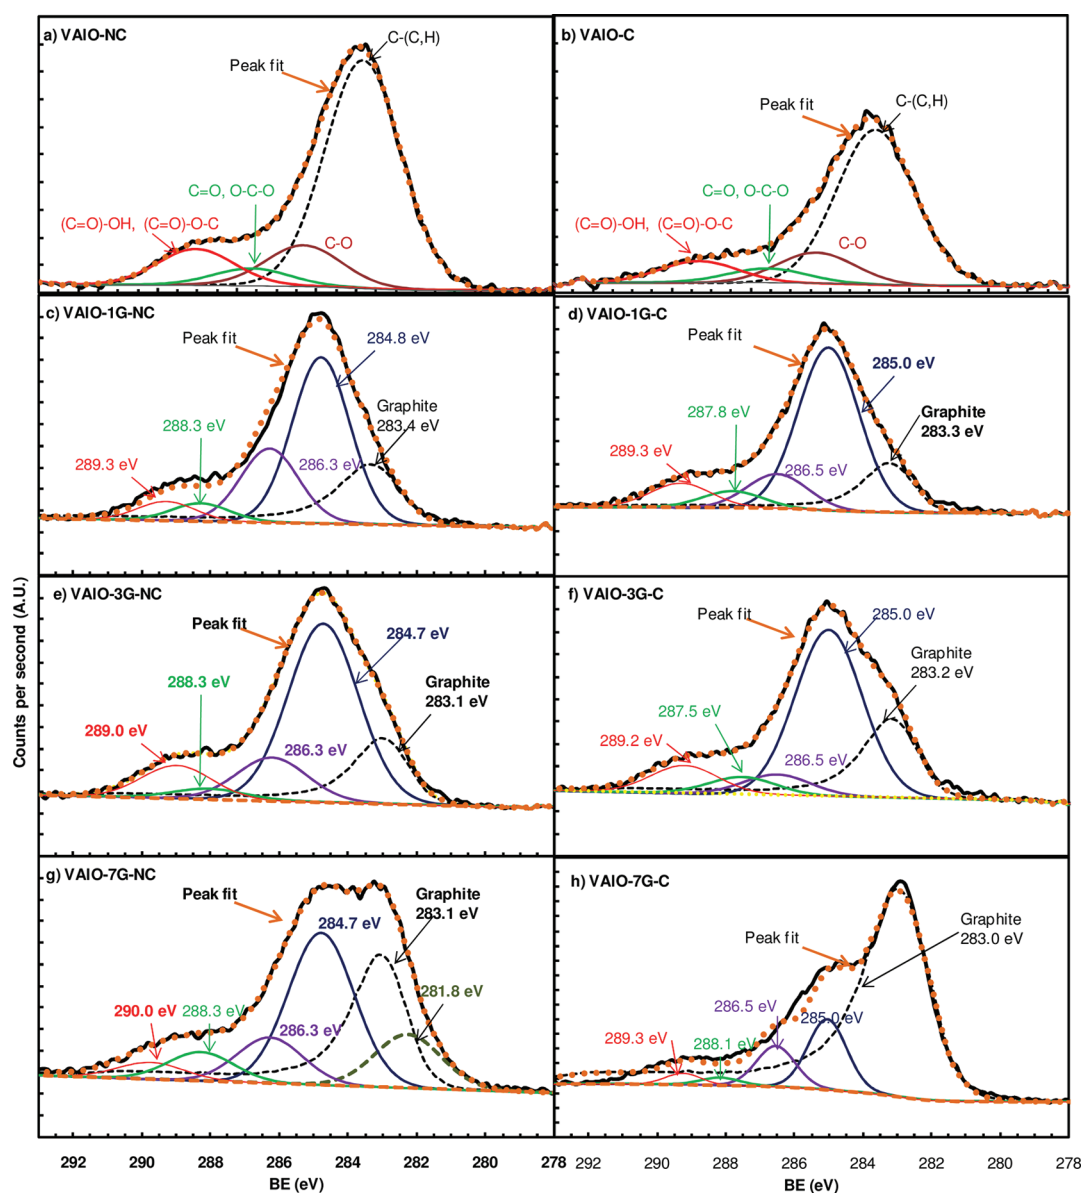 a) VAIO-NC
C-(C,H)
Peak fit
C=O, O-C-O
(C=O)-OH, (C=O)-O-C
C-O
b) VAIO-C
Peak fit
C-(C,H)
C=O, O-C-O
(C=O)-OH, (C=O)-O-C
C-O
c) VAIO-1G-NC
Peak fit
284.8 eV
Graphite
283.4 eV
288.3 eV
289.3 eV
286.3 eV
d) VAIO-1G-C
Peak fit
285.0 eV
287.8 eV
Graphite
283.3 eV
289.3 eV
286.5 eV
Counts per second (A.U.)
e) VAIO-3G-NC
Peak fit
284.7 eV
288.3 eV
Graphite
283.1 eV
289.0 eV
286.3 eV
f) VAIO-3G-C
Peak fit
285.0 eV
Graphite
283.2 eV
287.5 eV
289.2 eV
286.5 eV
g) VAIO-7G-NC
Peak fit
Graphite
283.1 eV
284.7 eV
281.8 eV
290.0 eV
288.3 eV
286.3 eV
h) VAIO-7G-C
Graphite
283.0 eV
Peak fit
286.5 eV
285.0 eV
289.3 eV
288.1 eV
292 290 288 286 284 282 280 278
BE (eV)
292 290 288 286 284 282 280 278
BE (eV)